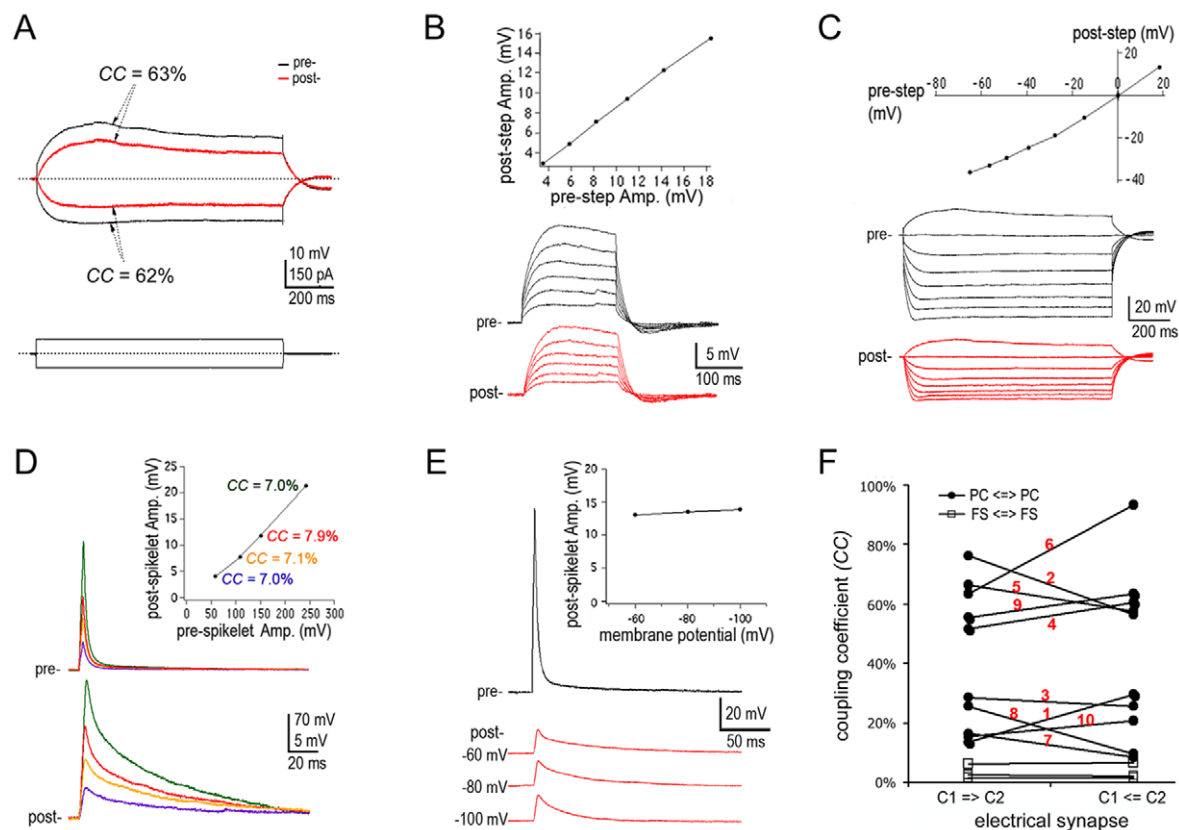 A
pre-
post-
CC = 63%
CC = 62%
10 mV
150 pA
200 ms
B
post-step Amp. (mV)
16
14
12
10
8
6
4
4 6 8 10 12 14 16 18
pre-step Amp. (mV)
pre-
post-
5 mV
100 ms
C
post-step (mV)
20
-20
-40
pre-step
(mV)
-80 -60 -40 -20 0 20
pre-
post-
20 mV
200 ms
D
post-spikelet Amp. (mV)
25
20
15
10
5
0
0 50 100 150 200 250 300
pre-spikelet Amp. (mV)
CC = 7.0%
CC = 7.9%
CC = 7.1%
CC = 7.0%
pre-
post-
70 mV
5 mV
20 ms
E
post-spikelet Amp. (mV)
20
15
10
5
0
-60 -80 -100
membrane potential (mV)
pre-
20 mV
50 ms
post-
-60 mV
-80 mV
-100 mV
F
coupling coefficient (CC)
100%
80%
60%
40%
20%
0%
PC <=> PC
FS <=> FS
6
2
5
9
4
3
8 1 10
7
C1 => C2 C1 <= C2
electrical synapse